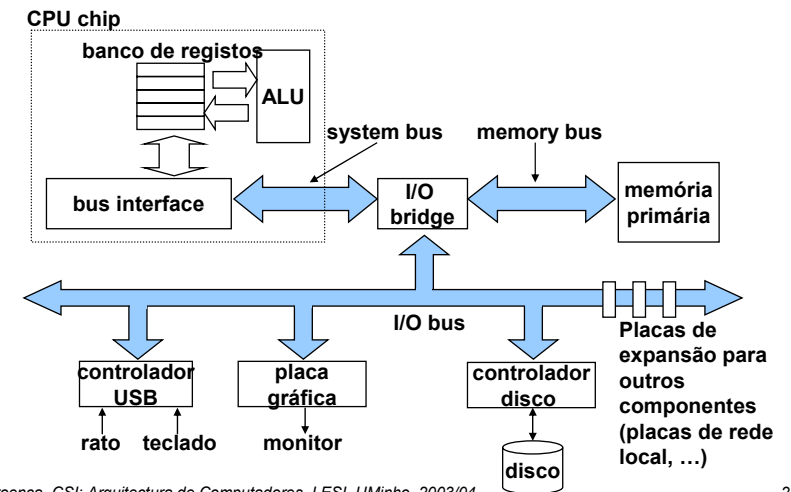 CPU chip
banco de registos
ALU
system bus
memory bus
bus interface
I/O
bridge
memória
primária
I/O bus
Placas de
expansão para
outros
componentes
(placas de rede
local, …)
controlador
USB
placa
gráfica
controlador
disco
rato
teclado
monitor
disco
CSI: Arquitectura de Computadores, LESI, UMinho, 2003/04
2